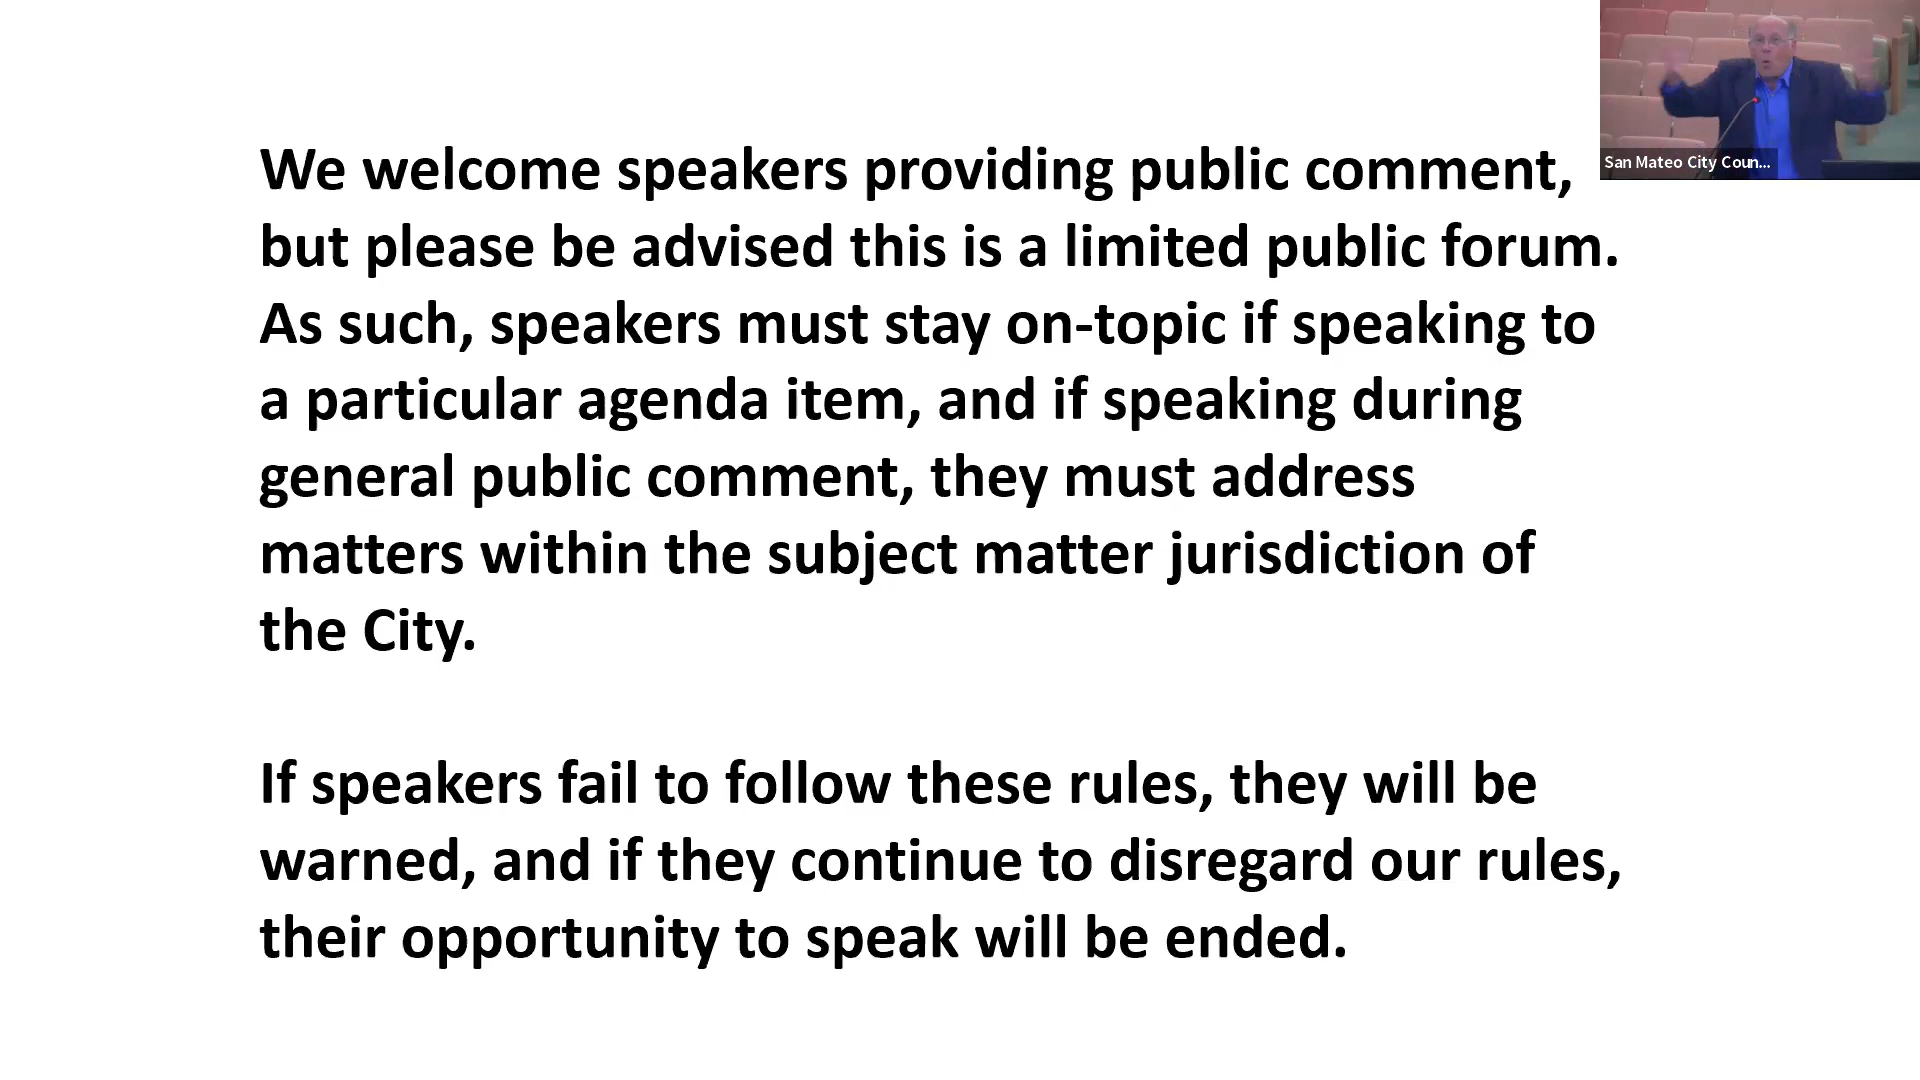 We welcome speakers providing public comment,
but please be advised this is a limited public forum.
As such, speakers must stay on-topic if speaking to
a particular agenda item, and if speaking during
general public comment, they must address
matters within the subject matter jurisdiction of
the City.
If speakers fail to follow these rules, they will be
warned, and if they continue to disregard our rules,
their opportunity to speak will be ended.
San Mateo City Coun...